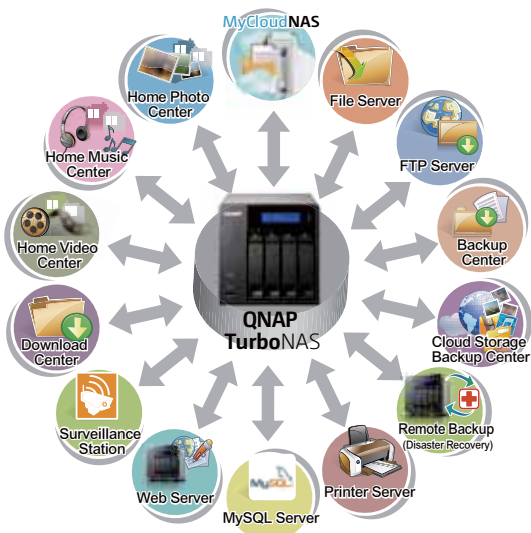 MyCloudNAS
File Server
FTP Server
Backup
Center
Cloud Storage
Backup Center
Remote Backup
(Disaster Recovery)
Printer Server
MySQL
MySQL Server
Web Server
Surveillance
Station
Download
Center
Home Video
Center
Home Music
Center
Home Photo
Center
QNAP
TurboNAS